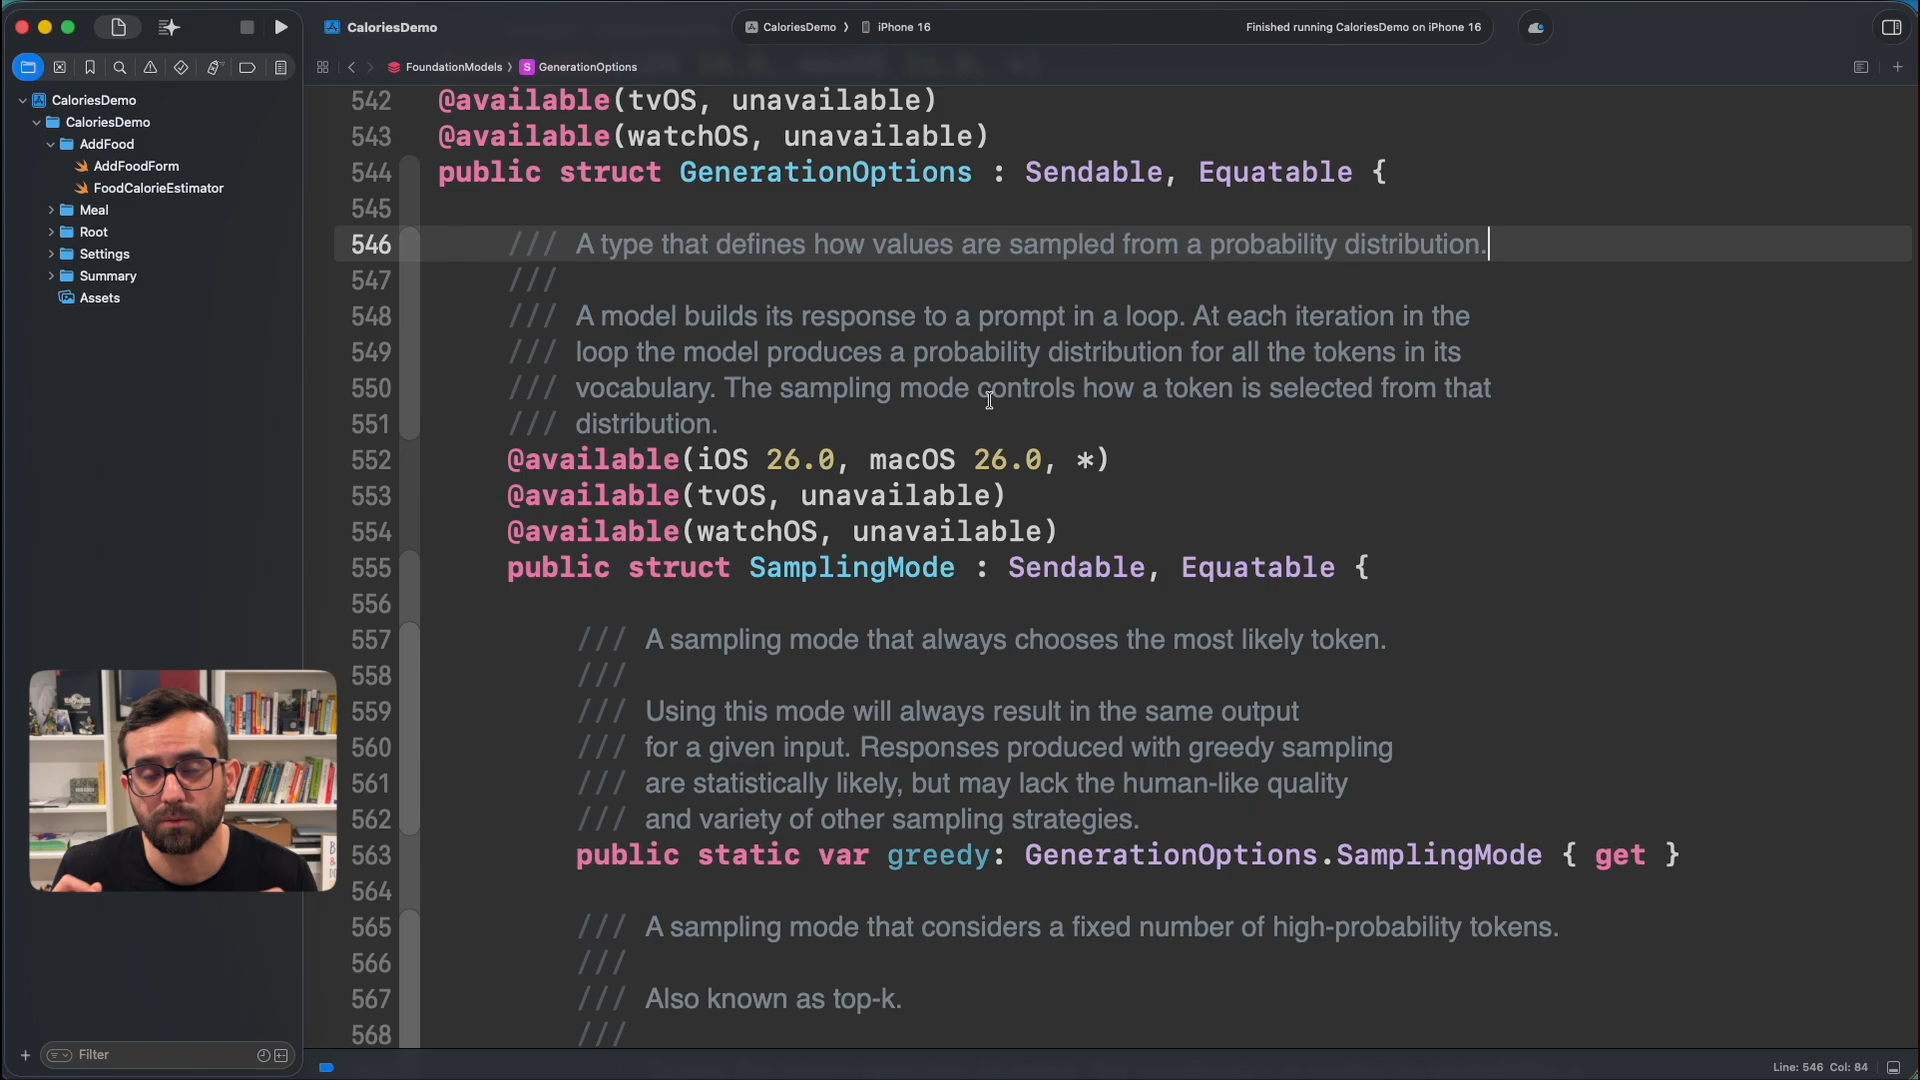 CaloriesDemo
CaloriesDemo 〉 iPhone 16
Finished running CaloriesDemo on iPhone 16
FoundationModels 〉 S GenerationOptions
CaloriesDemo
CaloriesDemo
AddFood
AddFoodForm
FoodCalorieEstimator
Meal
Root
Settings
Summary
Assets
Filter
542 @available(tvOS, unavailable)
543 @available(watchOS, unavailable)
544 public struct GenerationOptions : Sendable, Equatable {
545
546 /// A type that defines how values are sampled from a probability distribution.
547 ///
548 /// A model builds its response to a prompt in a loop. At each iteration in the
549 /// loop the model produces a probability distribution for all the tokens in its
550 /// vocabulary. The sampling mode controls how a token is selected from that
551 /// distribution.
552 @available(iOS 26.0, macOS 26.0, *)
553 @available(tvOS, unavailable)
554 @available(watchOS, unavailable)
555 public struct SamplingMode : Sendable, Equatable {
556
557 /// A sampling mode that always chooses the most likely token.
558 ///
559 /// Using this mode will always result in the same output
560 /// for a given input. Responses produced with greedy sampling
561 /// are statistically likely, but may lack the human-like quality
562 /// and variety of other sampling strategies.
563 public static var greedy: GenerationOptions.SamplingMode { get }
564
565 /// A sampling mode that considers a fixed number of high-probability tokens.
566 ///
567 /// Also known as top-k.
568 ///
Line: 546 Col: 84